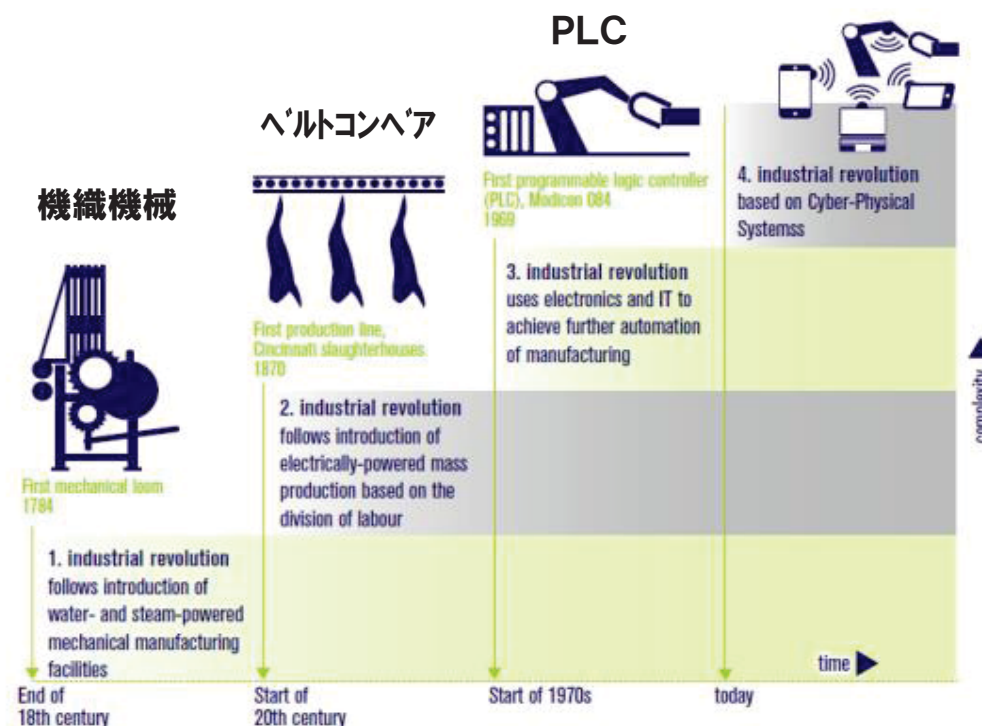 PLC
ベルトコンベア
機織機械
First programmable logic controller
(PLC), Modicon 084
1969
4. industrial revolution
based on Cyber-Physical
Systemss
3. industrial revolution
uses electronics and IT to
achieve further automation
of manufacturing
First production line,
Cincinnati slaughterhouses
1870
2. industrial revolution
follows introduction of
electrically-powered mass
production based on the
division of labour
First mechanical loom
1784
1. industrial revolution
follows introduction of
water- and steam-powered
mechanical manufacturing
facilities
complexity
time
End of
18th century
Start of
20th century
Start of 1970s
today